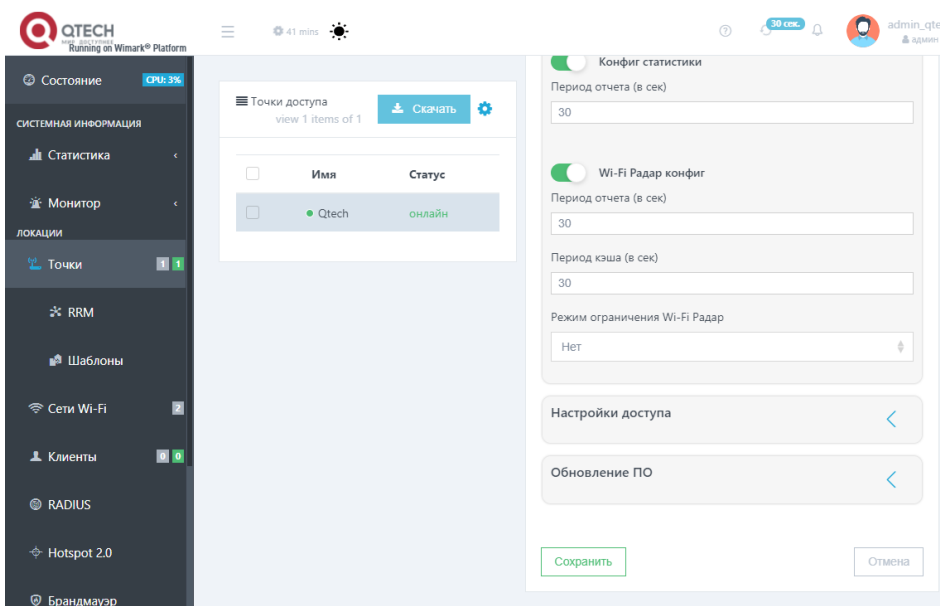 QTECH
МИР ДОСТУПНЕЕ
Running on Wimark® Platform
41 mins
30 сек.
admin_qte
админ
Состояние
CPU: 3%
СИСТЕМНАЯ ИНФОРМАЦИЯ
Статистика
Монитор
ЛОКАЦИИ
Точки
1 1
RRM
Шаблоны
Сети Wi-Fi
2
Клиенты
0 0
RADIUS
Hotspot 2.0
Брандмауэр
Точки доступа
view 1 items of 1
Скачать
Имя
Статус
Qtech
онлайн
Конфиг статистики
Период отчета (в сек)
30
Wi-Fi Радар конфиг
Период отчета (в сек)
30
Период кэша (в сек)
30
Режим ограничения Wi-Fi Радар
Нет
Настройки доступа
Обновление ПО
Сохранить
Отмена